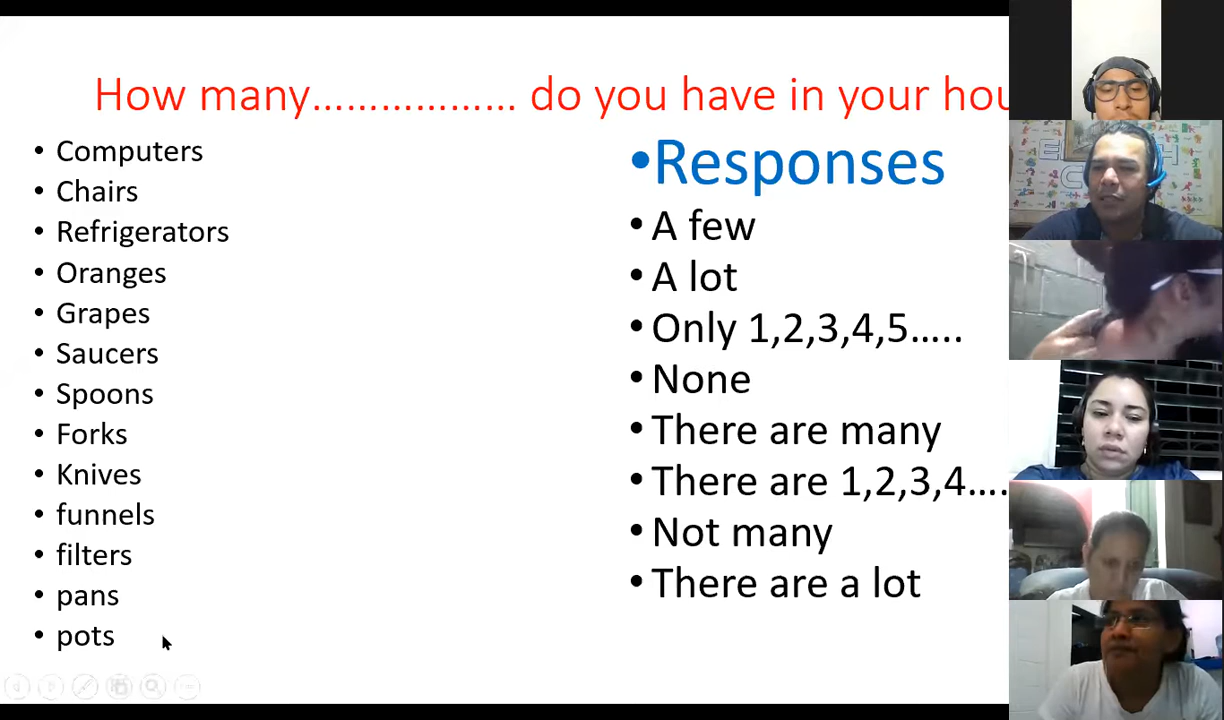 How many.................. do you have in your hou
• Computers
• Chairs
• Refrigerators
• Oranges
• Grapes
• Saucers
• Spoons
• Forks
• Knives
• funnels
• filters
• pans
• pots
•Responses
• A few
• A lot
• Only 1,2,3,4,5.....
• None
• There are many
• There are 1,2,3,4....
• Not many
• There are a lot